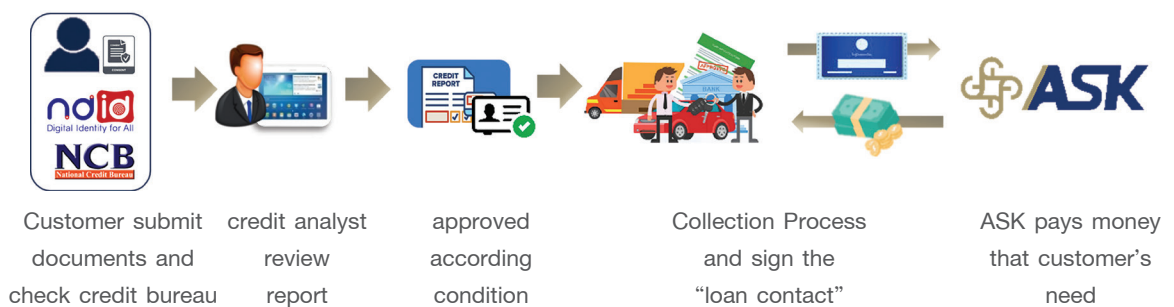 CONSENT
ndid
Digital Identity for All
NCB
National Credit Bureau
CREDIT
REPORT
APPROVED
BANK
ASK
Customer submit
documents and
check credit bureau
credit analyst
review
report
approved
according
condition
Collection Process
and sign the
“loan contact”
ASK pays money
that customer’s
need